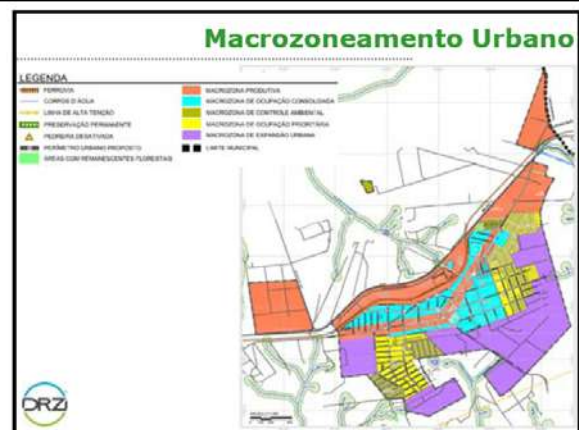 Macrozoneamento Urbano
LEGENDA
FERROVIA
CORPOS D'ÁGUA
LINHA DE ALTA TENÇÃO
PRESERVAÇÃO PERMANENTE
PEDREIRA DESATIVADA
PERÍMETRO URBANO PROPOSTO
ÁREAS COM REMANESCENTES FLORESTAIS
MACROZONA PRODUTIVA
MACROZONA DE OCUPAÇÃO CONSOLIDADA
MACROZONA DE CONTROLE AMBIENTAL
MACROZONA DE OCUPAÇÃO PRIORITÁRIA
MACROZONA DE EXPANSÃO URBANA
LIMITE MUNICIPAL
DRZ